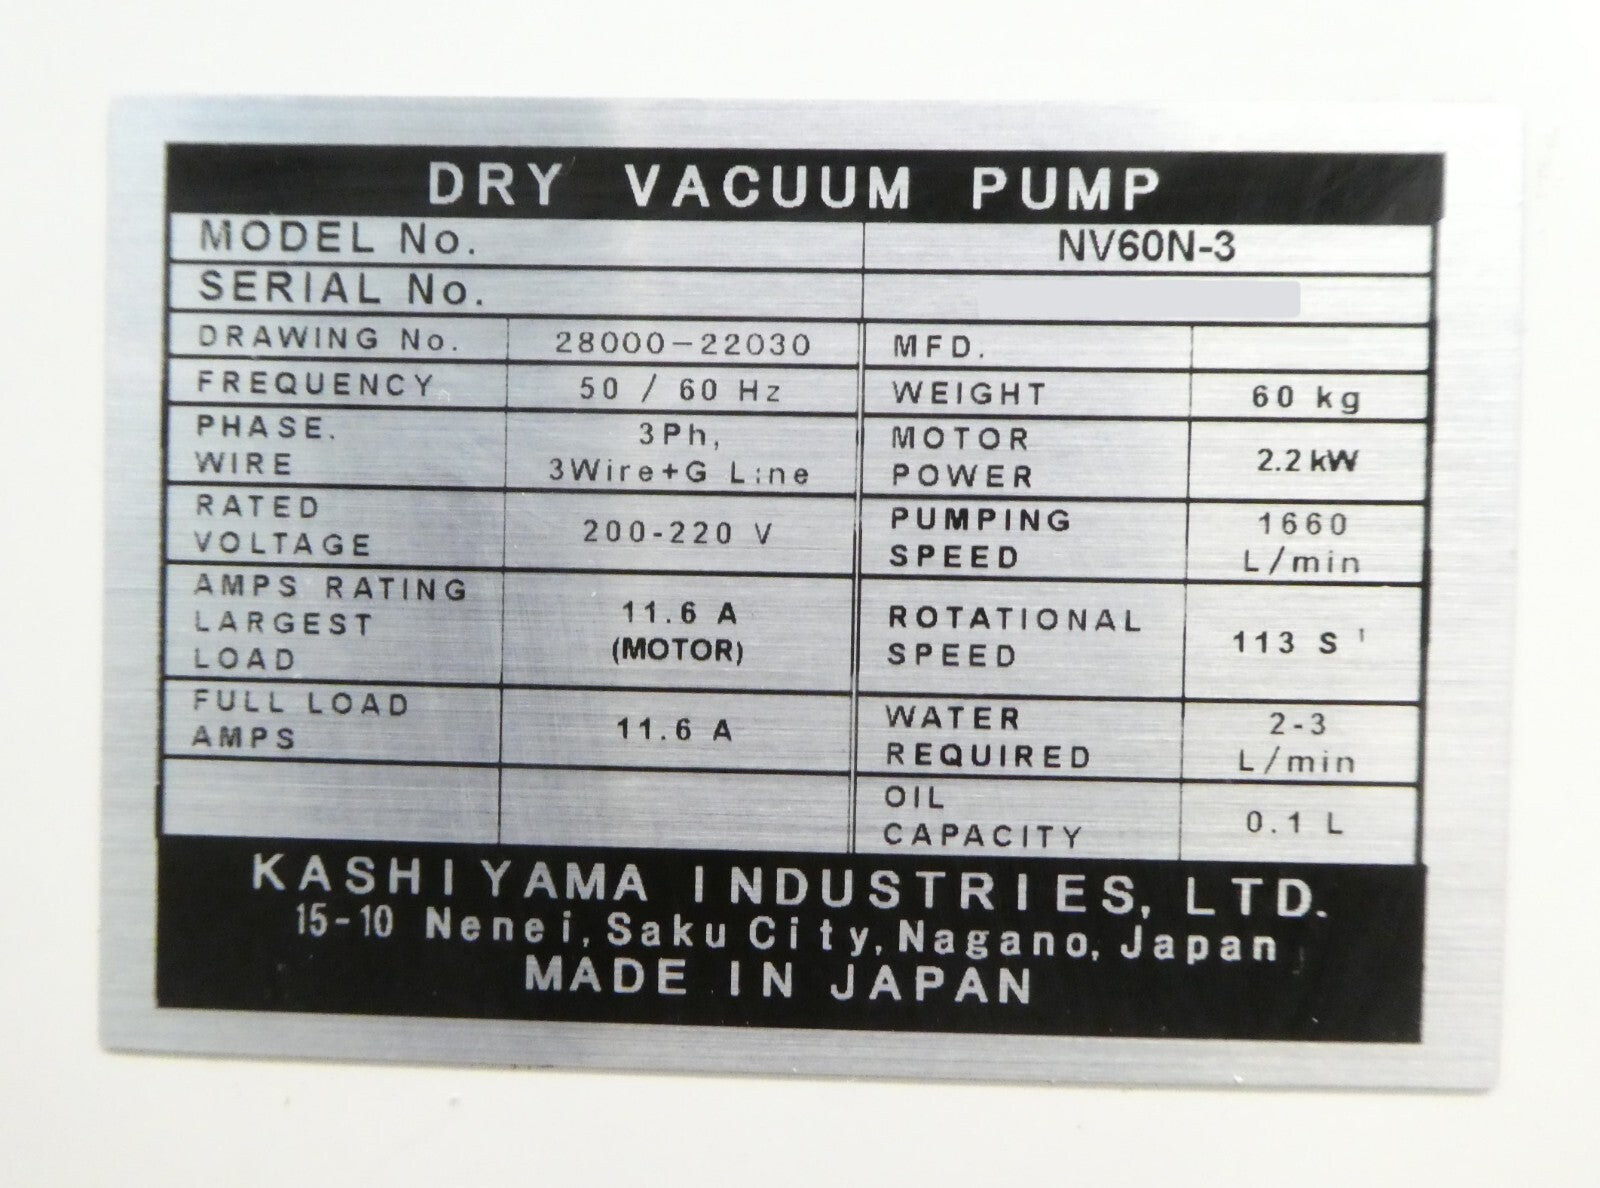 DRY VACUUM PUMP
MODEL No. NV60N-3
SERIAL No.
DRAWING No. 28000-22030 MFD.
FREQUENCY 50 / 60 Hz WEIGHT 60 kg
PHASE. 3Ph, MOTOR 2.2 kW
WIRE 3Wire+G Line POWER
RATED 200-220 V PUMPING 1660
VOLTAGE SPEED L/min
AMPS RATING 11.6 A ROTATIONAL 113 S
LARGEST (MOTOR) SPEED
LOAD
FULL LOAD 11.6 A WATER 2-3
AMPS REQUIRED L/min
OIL 0.1 L
CAPACITY
KASHIYAMA INDUSTRIES, LTD.
15-10 Nenei, Saku City, Nagano, Japan
MADE IN JAPAN